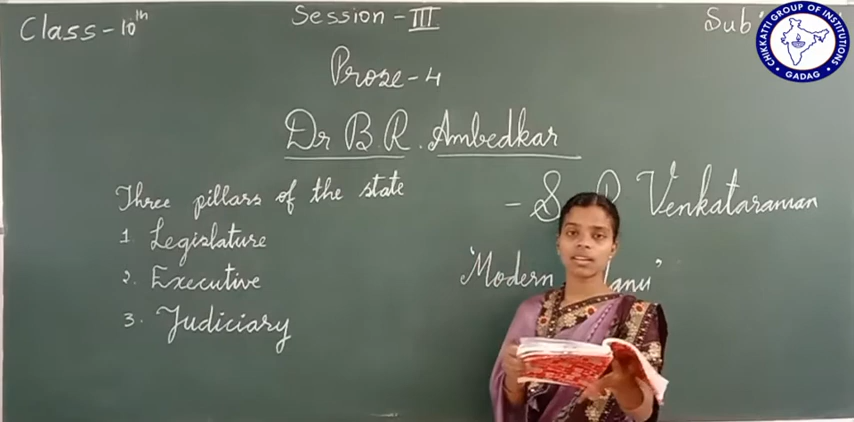 Class - 10th
Session - III
Sub
CHIKKATTI GROUP OF INSTITUTIONS
• GADAG •
Prose - 4
Dr B.R. Ambedkar
- S Venkataraman
Three pillars of the state
1. Legislature
2. Executive
3. Judiciary
'Modern